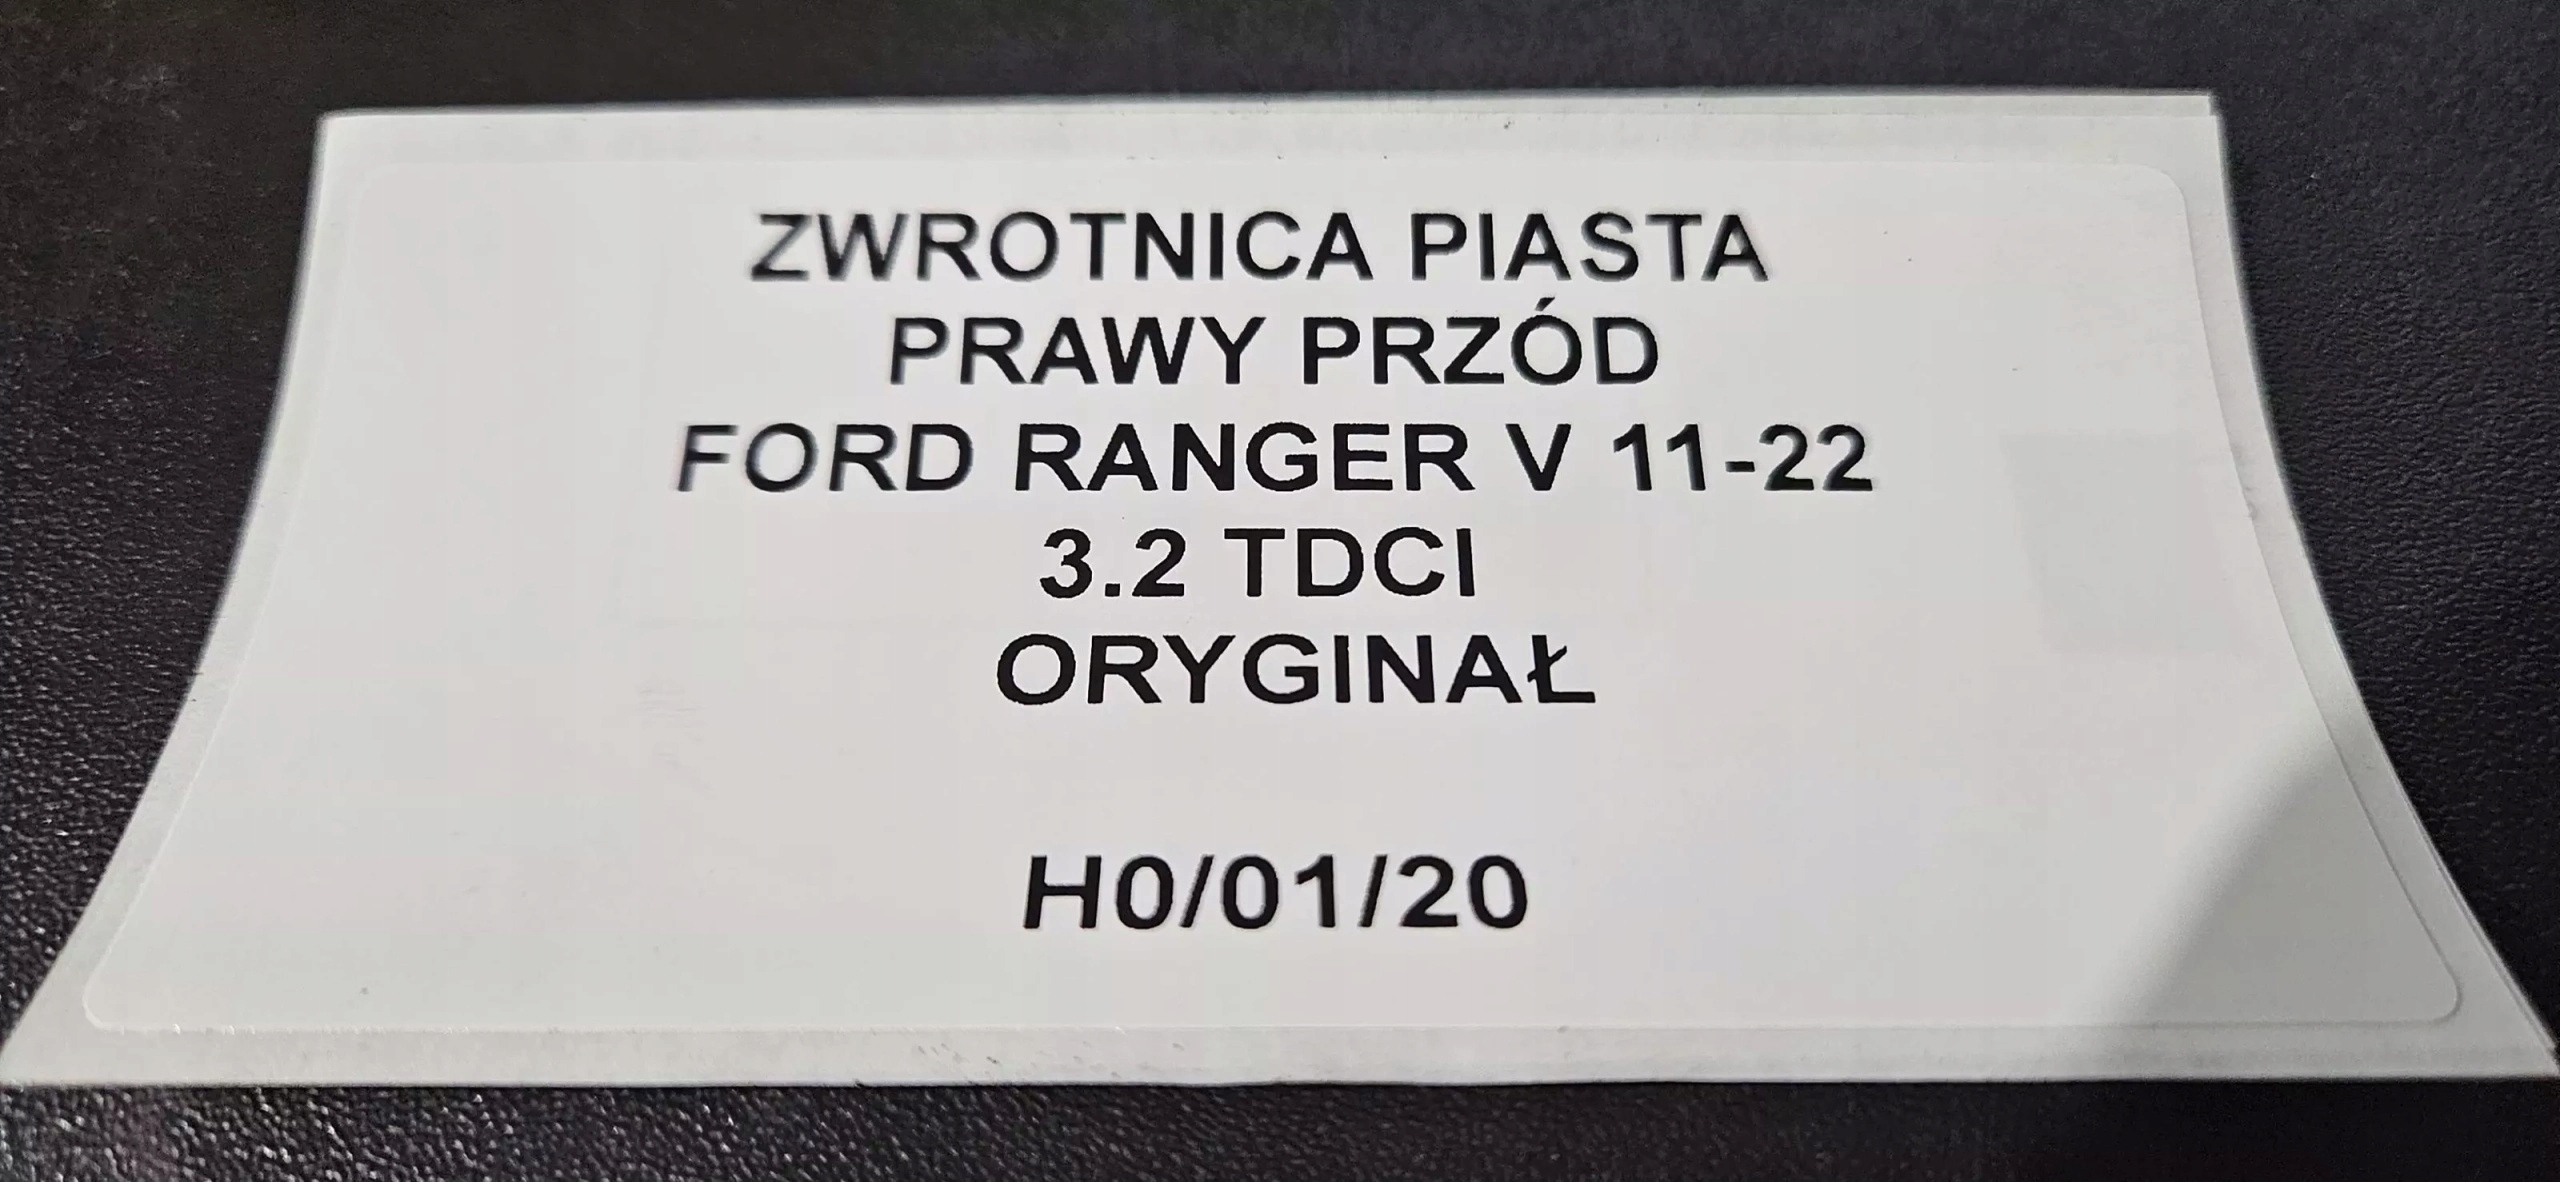 ZWROTNICA PIASTA
PRAWY PRZÓD
FORD RANGER V 11-22
3.2 TDCI
ORYGINAŁ
H0/01/20